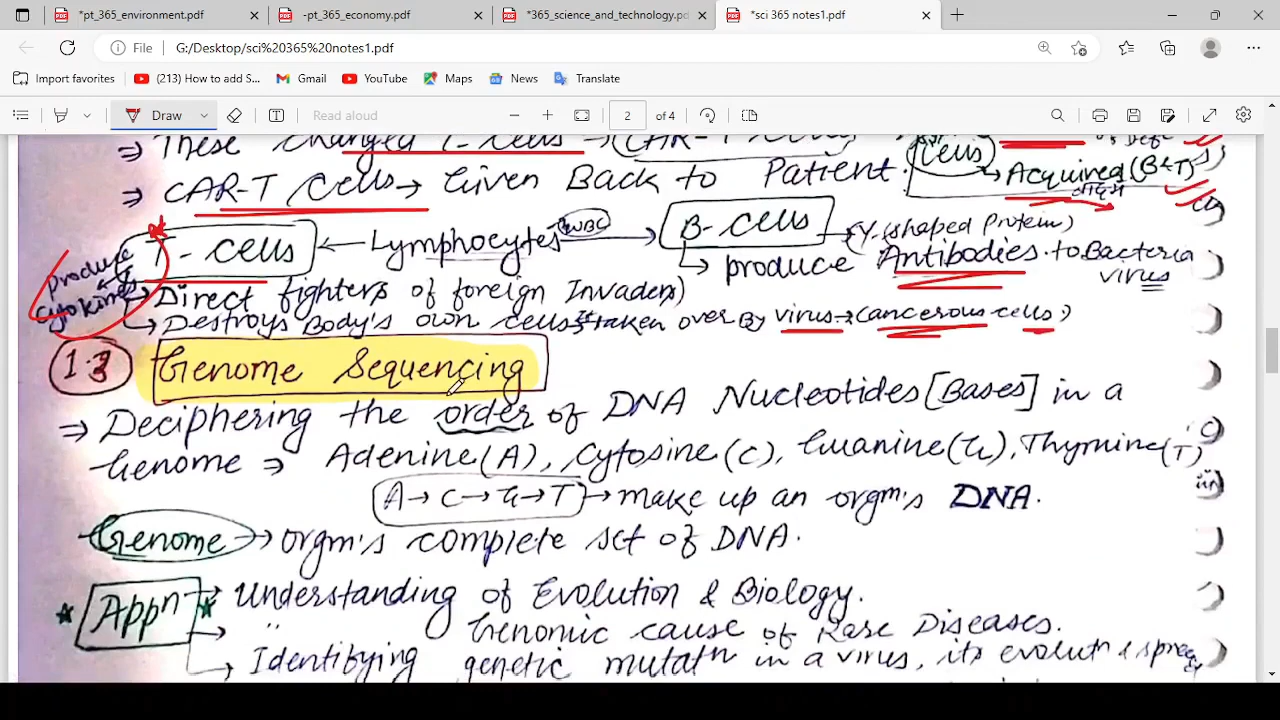 *pt_365_environment.pdf
-pt_365_economy.pdf
*365_science_and_technology.pd
*sci 365 notes1.pdf
File
G:/Desktop/sci%20365%20notes1.pdf
Import favorites
(213) How to add S...
Gmail
YouTube
Maps
News
Translate
Draw
Read aloud
2 of 4
⇒ These changed T-cells → (CAR-T Cells
cells → Acquired (B&T)
⇒ CAR-T Cells → Given Back to Patient.
T-cells ← Lymphocytes WBC → B-cells → (Y-shaped Protein)
produce cytokines
↳ produce Antibodies to Bacteria virus
→ Direct fighters of foreign Invaders)
↳ Destroys Body's own cells taken over By virus → cancerous cells)
1.3 Genome Sequencing
⇒ Deciphering the order of DNA Nucleotides [Bases] in a
Genome ⇒ Adenine (A), Cytosine (C), Guanine (G), Thymine (T)
A → C → G → T → make up an orgm's DNA.
Genome → orgm's complete set of DNA.
Appn → Understanding of Evolution & Biology.
→ " Genomic cause of Rare Diseases.
→ Identifying genetic mutatn in a virus, its evolutn & spread